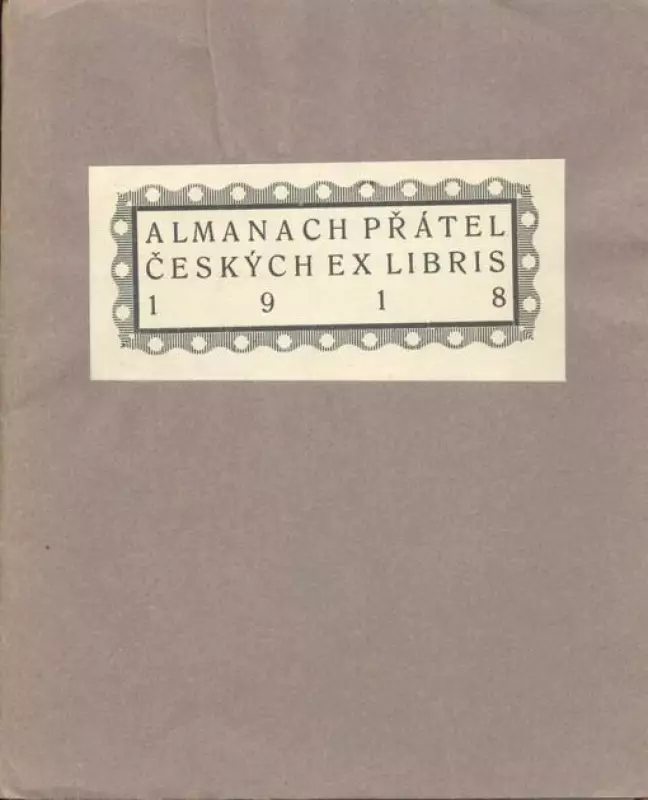 ALMANACH PŘÁTEL
ČESKÝCH EX LIBRIS
1 9 1 8